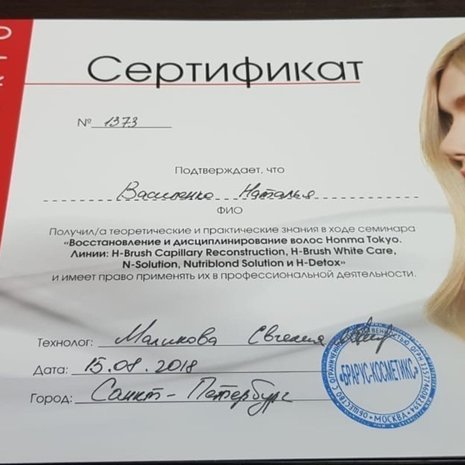 Сертификат
№ 1373
Подтверждает, что
Василенко Наталья
ФИО
Получил/а теоретические и практические знания в ходе семинара
«Восстановление и дисциплинирование волос Honma Tokyo.
Линии: H-Brush Capillary Reconstruction, H-Brush White Care,
N-Solution, Nutriblond Solution и H-Detox»
и имеет право применять их в профессиональной деятельности.
Технолог: Маликова Евгения
Дата: 15.08.2018
Город: Санкт-Петербург
«БРАРУС-КОСМЕТИКС»
МОСКВА